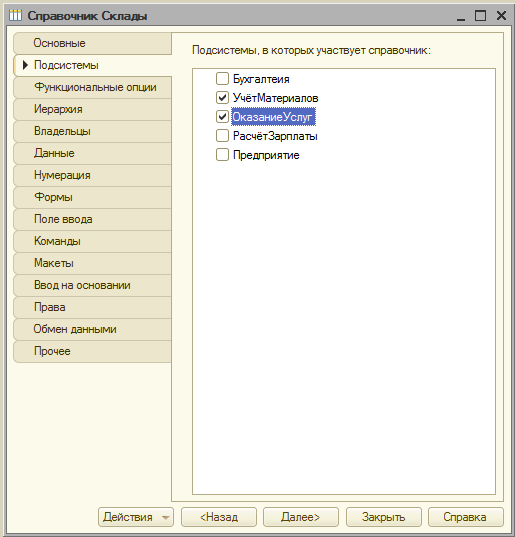 Справочник Склады
Основные
Подсистемы
Функциональные опции
Иерархия
Владельцы
Данные
Нумерация
Формы
Поле ввода
Команды
Макеты
Ввод на основании
Права
Обмен данными
Прочее
Подсистемы, в которых участвует справочник:
Бухгалтеия
УчётМатериалов
ОказаниеУслуг
РасчётЗарплаты
Предприятие
Действия
<Назад
Далее>
Закрыть
Справка